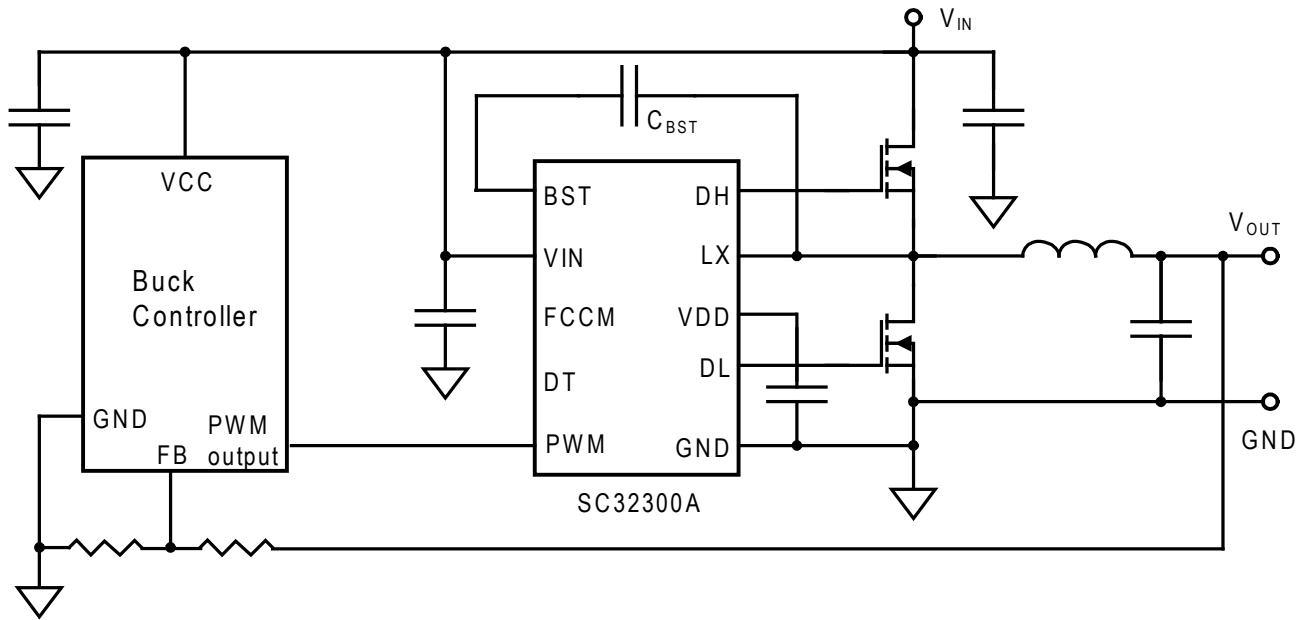 VIN
CBST
VCC
BST
DH
VOUT
LX
Buck
Controller
VIN
FCCM
VDD
DL
DT
GND
PWM
output
FB
PWM
GND
GND
SC32300A